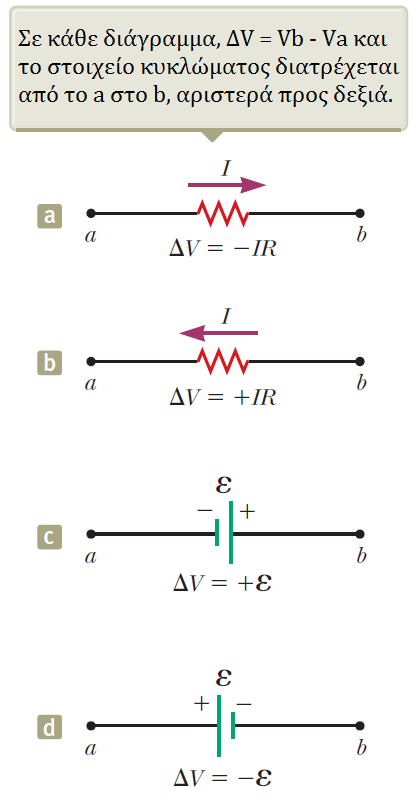 Σε κάθε διάγραμμα, ΔV = Vb - Va και
το στοιχείο κυκλώματος διατρέχεται
από το a στο b, αριστερά προς δεξιά.
I
a
a
b
ΔV = −IR
I
b
a
b
ΔV = +IR
ε
− +
c
a
b
ΔV = +ε
ε
+ −
d
a
b
ΔV = −ε